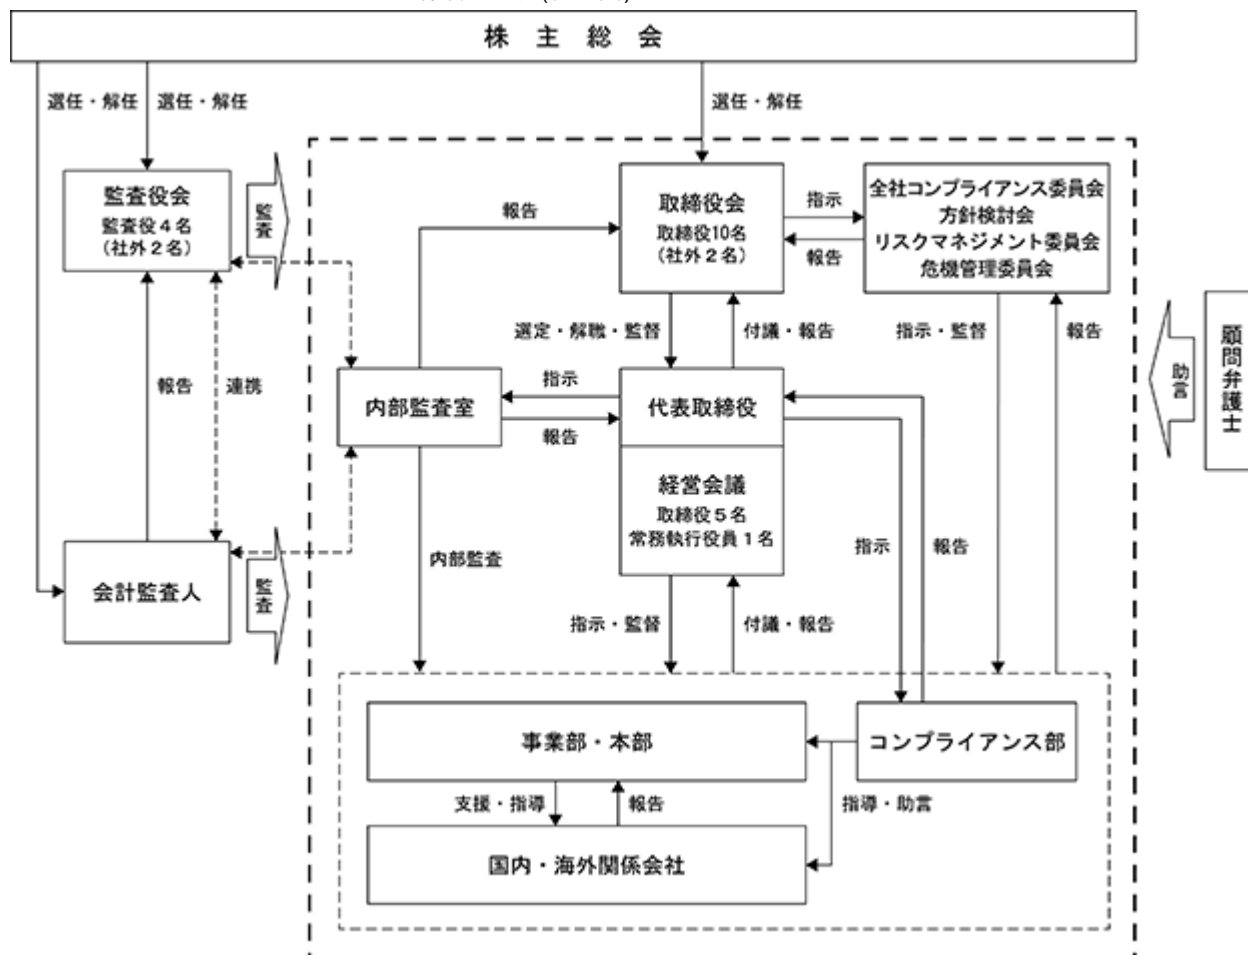 株主総会
選任・解任
選任・解任
選任・解任
監査役会
監査役4名
（社外2名）
監査
報告
取締役会
取締役10名
（社外2名）
指示
報告
全社コンプライアンス委員会
方針検討会
リスクマネジメント委員会
危機管理委員会
選定・解職・監督
付議・報告
指示・監督
報告
顧問弁護士
助言
報告
連携
内部監査室
指示
報告
代表取締役
経営会議
取締役5名
常務執行役員1名
会計監査人
監査
内部監査
指示
報告
指示・監督
付議・報告
事業部・本部
コンプライアンス部
支援・指導
報告
指導・助言
国内・海外関係会社